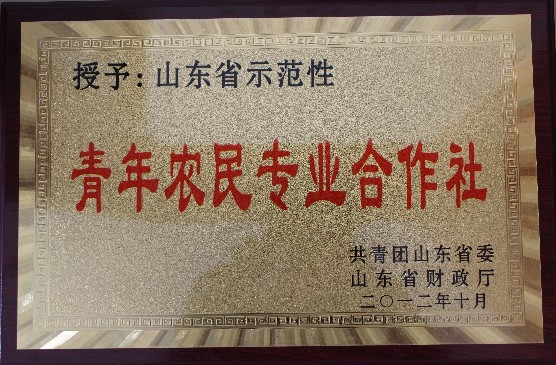 授予：山东省示范性
青年农民专业合作社
共青团山东省委
山东省财政厅
二〇一二年十月